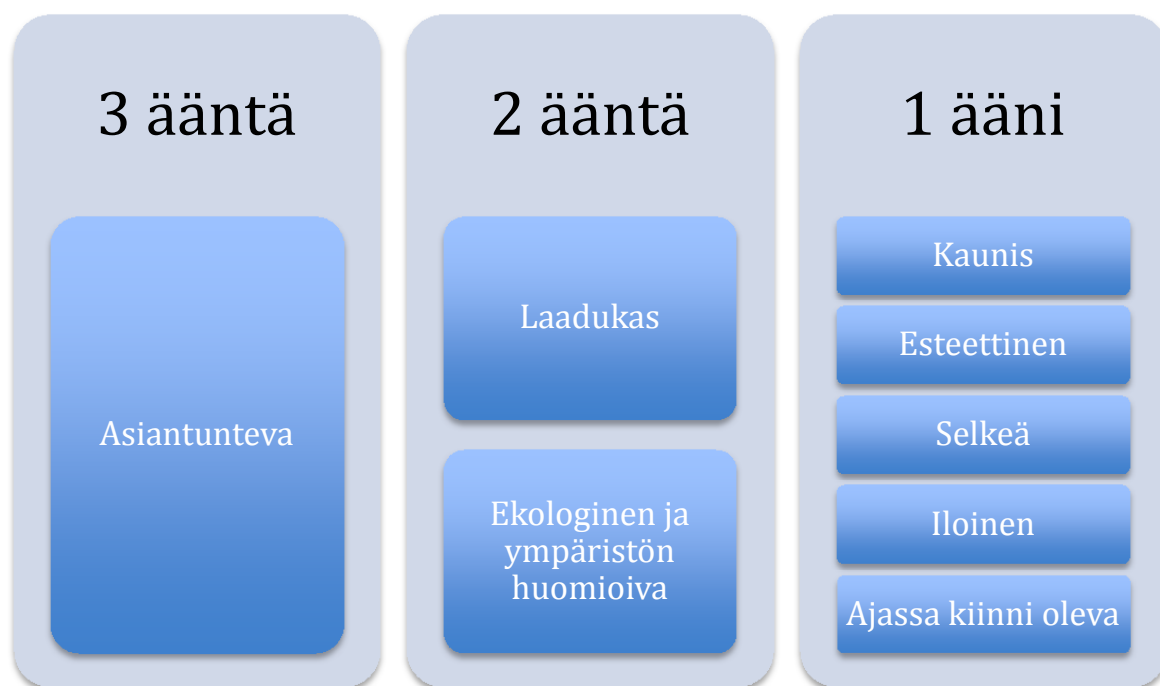 3 ääntä
Asiantunteva
2 ääntä
Laadukas
Ekologinen ja
ympäristön
huomioiva
1 ääni
Kaunis
Esteettinen
Selkeä
Iloinen
Ajassa kiinni oleva